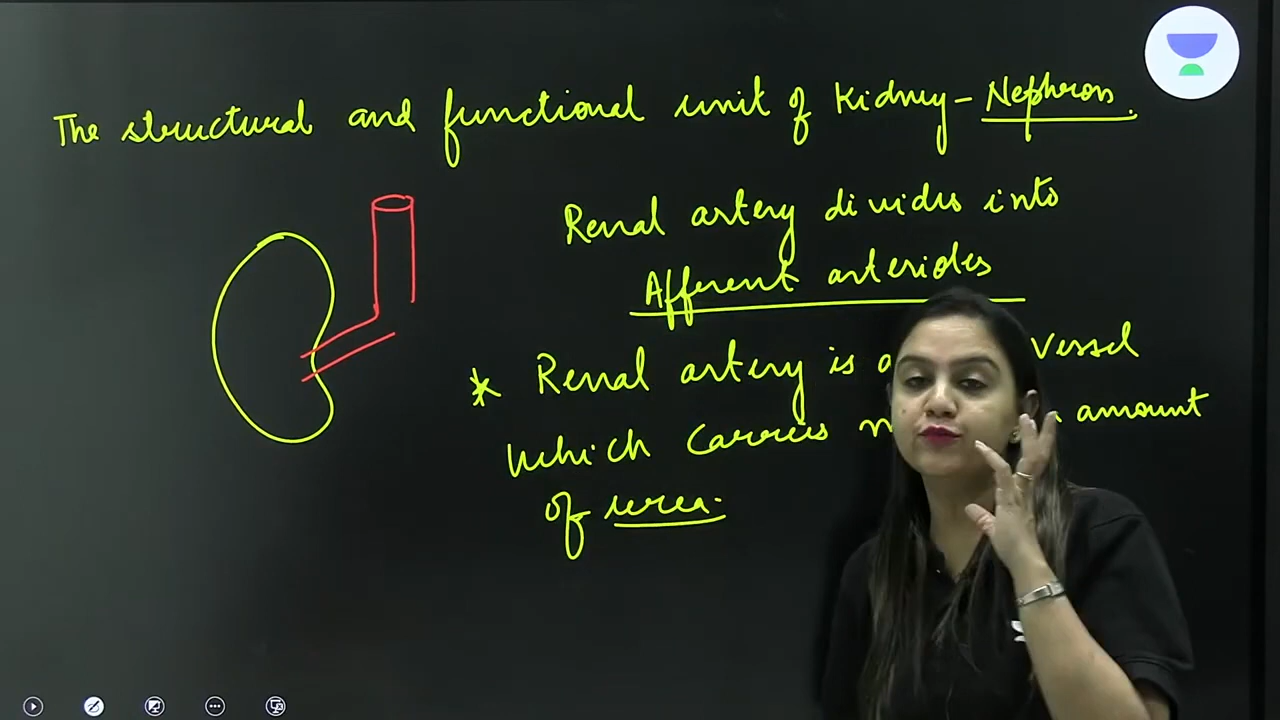 The structural and functional unit of Kidney - Nephron.
Renal artery divides into
Afferent arterioles
* Renal artery is a vessel
which carries amount
of urea.